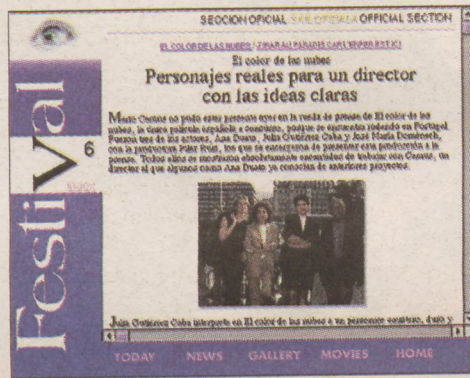 SECCION OFICIAL SAIL OFIZIALA OFFICIAL SECTION
EL COLOR DE LAS NUBES
El color de las nubes
Personajes reales para un director
con las ideas claras
Mario Camus no pudo estar presente ayer en la rueda de prensa de El color de las
nubes, la única película española a concurso, porque se encuentra rodando en Portugal.
Fueron tres de los actores, Ana Duato, Julia Gutiérrez Caba y José María Doménech,
con la productora Pilar Ruiz, los que se encargaron de presentar esta producción a la
prensa. Todos ellos se mostraron absolutamente encantados de trabajar con Camus, un
director al que algunos como Ana Duato ya conocían de anteriores proyectos.
Festival
6
Julia Gutiérrez Caba interpreta en El color de las nubes a un personaje curtido, duro y
TODAY NEWS GALLERY MOVIES HOME